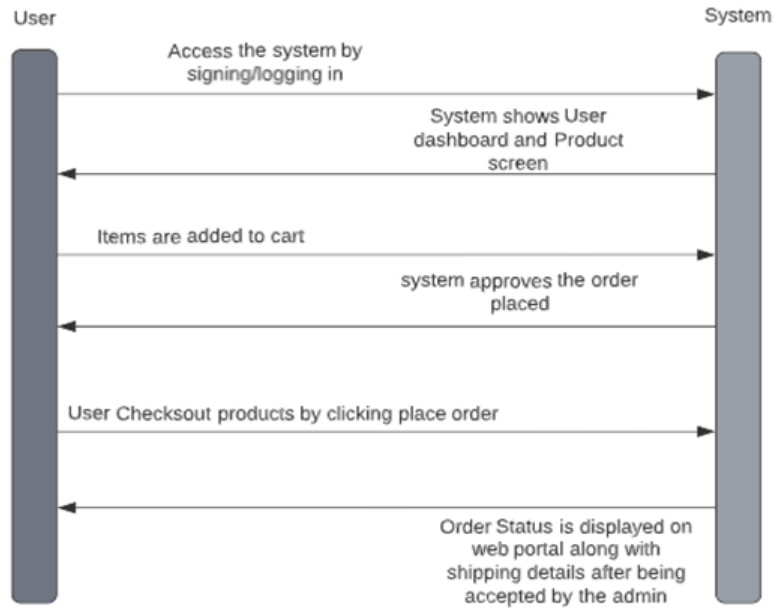 User
System
Access the system by
signing/logging in
System shows User
dashboard and Product
screen
Items are added to cart
system approves the order
placed
User Checksout products by clicking place order
Order Status is displayed on
web portal along with
shipping details after being
accepted by the admin